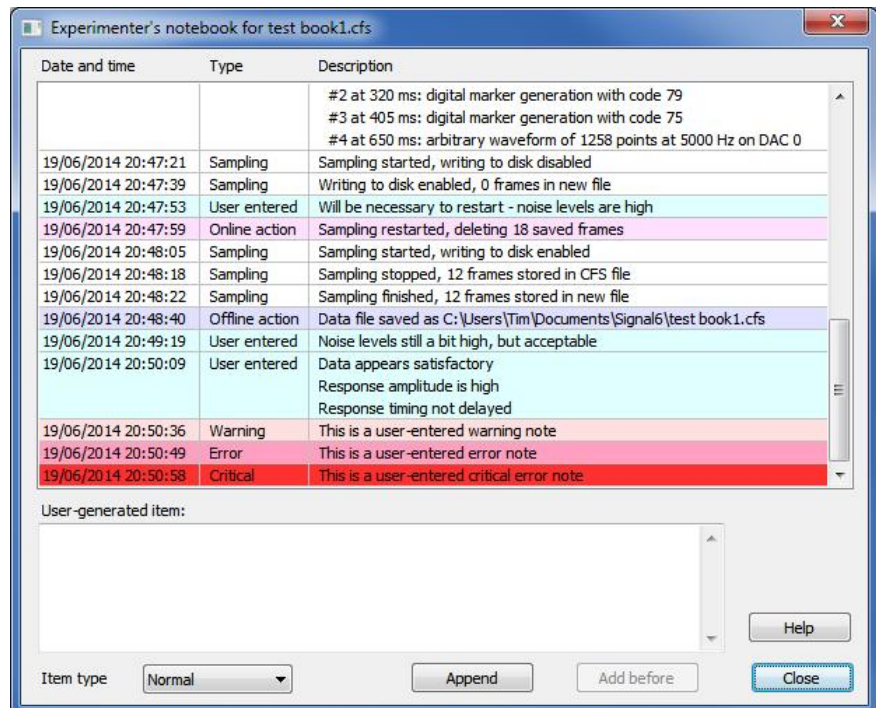 Experimenter's notebook for test book1.cfs
Date and time Type Description
#2 at 320 ms: digital marker generation with code 79
#3 at 405 ms: digital marker generation with code 75
#4 at 650 ms: arbitrary waveform of 1258 points at 5000 Hz on DAC 0
19/06/2014 20:47:21 Sampling Sampling started, writing to disk disabled
19/06/2014 20:47:39 Sampling Writing to disk enabled, 0 frames in new file
19/06/2014 20:47:53 User entered Will be necessary to restart - noise levels are high
19/06/2014 20:47:59 Online action Sampling restarted, deleting 18 saved frames
19/06/2014 20:48:05 Sampling Sampling started, writing to disk enabled
19/06/2014 20:48:18 Sampling Sampling stopped, 12 frames stored in CFS file
19/06/2014 20:48:22 Sampling Sampling finished, 12 frames stored in new file
19/06/2014 20:48:40 Offline action Data file saved as C:\Users\Tim\Documents\Signal6\test book1.cfs
19/06/2014 20:49:19 User entered Noise levels still a bit high, but acceptable
19/06/2014 20:50:09 User entered Data appears satisfactory
Response amplitude is high
Response timing not delayed
19/06/2014 20:50:36 Warning This is a user-entered warning note
19/06/2014 20:50:49 Error This is a user-entered error note
19/06/2014 20:50:58 Critical This is a user-entered critical error note
User-generated item:
Help
Item type Normal Append Add before Close